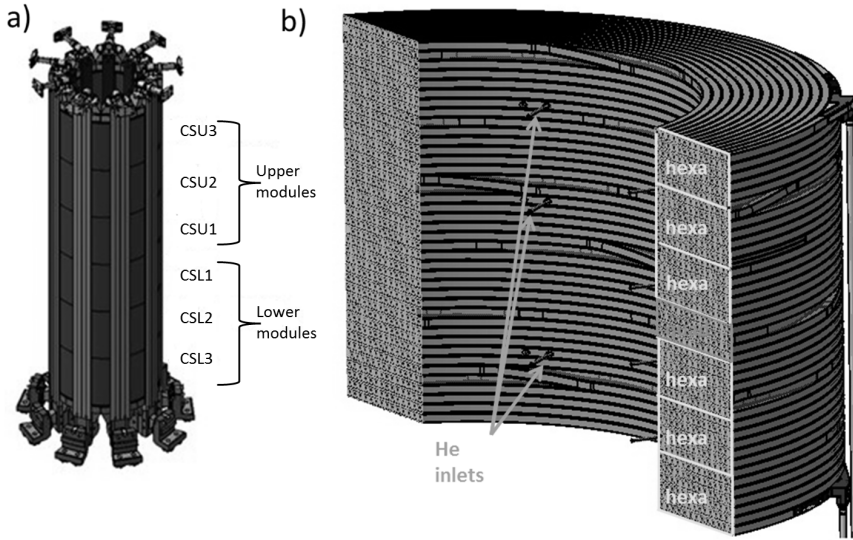 a)
CSU3
CSU2
CSU1
Upper
modules
CSL1
CSL2
CSL3
Lower
modules
b)
hexa
hexa
hexa
hexa
hexa
hexa
He
inlets